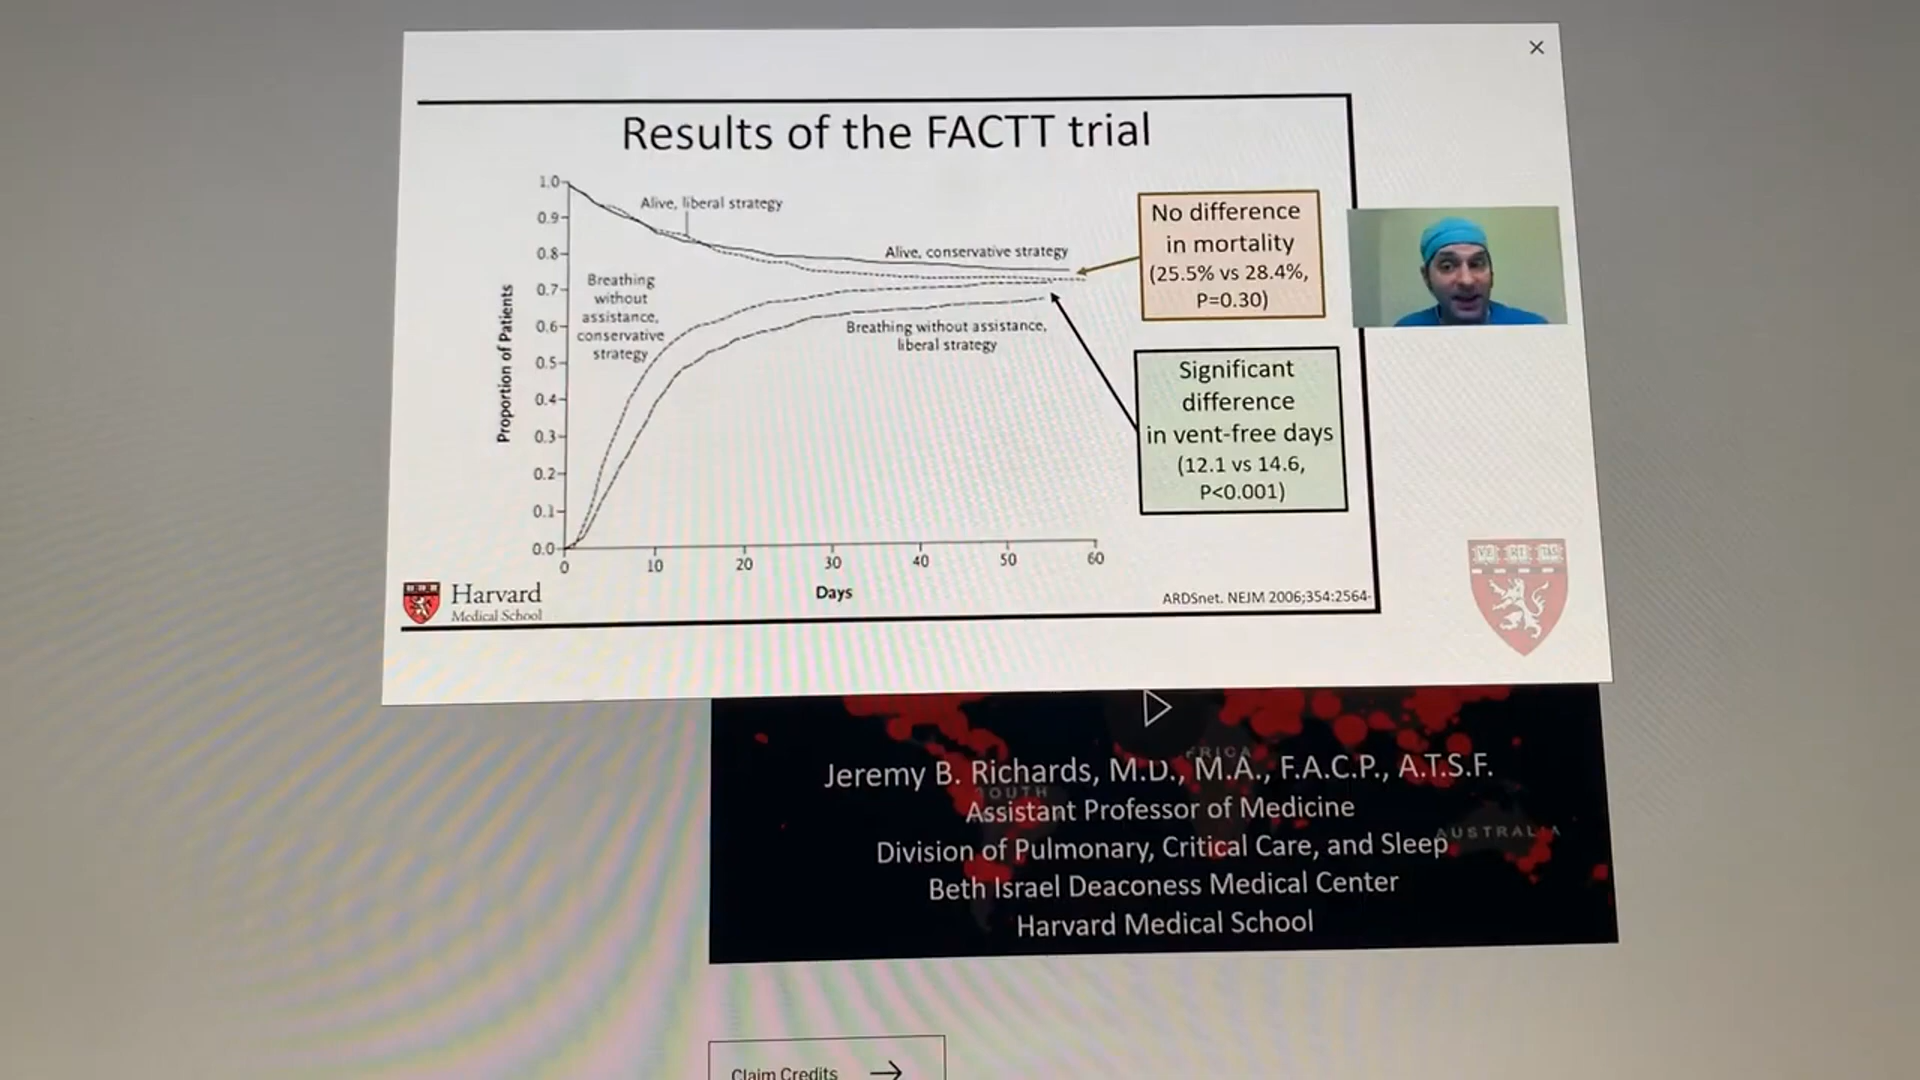 Results of the FACTT trial
1.0
0.9
0.8
0.7
0.6
0.5
0.4
0.3
0.2
0.1
0.0
Proportion of Patients
Alive, liberal strategy
Alive, conservative strategy
Breathing
without
assistance,
conservative
strategy
Breathing without assistance,
liberal strategy
0
10
20
30
40
50
60
Days
No difference
in mortality
(25.5% vs 28.4%,
P=0.30)
Significant
difference
in vent-free days
(12.1 vs 14.6,
P<0.001)
Harvard
Medical School
ARDSnet. NEJM 2006;354:2564-
SOUTH
AUSTRALIA
Jeremy B. Richards, M.D., M.A., F.A.C.P., A.T.S.F.
Assistant Professor of Medicine
Division of Pulmonary, Critical Care, and Sleep
Beth Israel Deaconess Medical Center
Harvard Medical School
Claim Credits